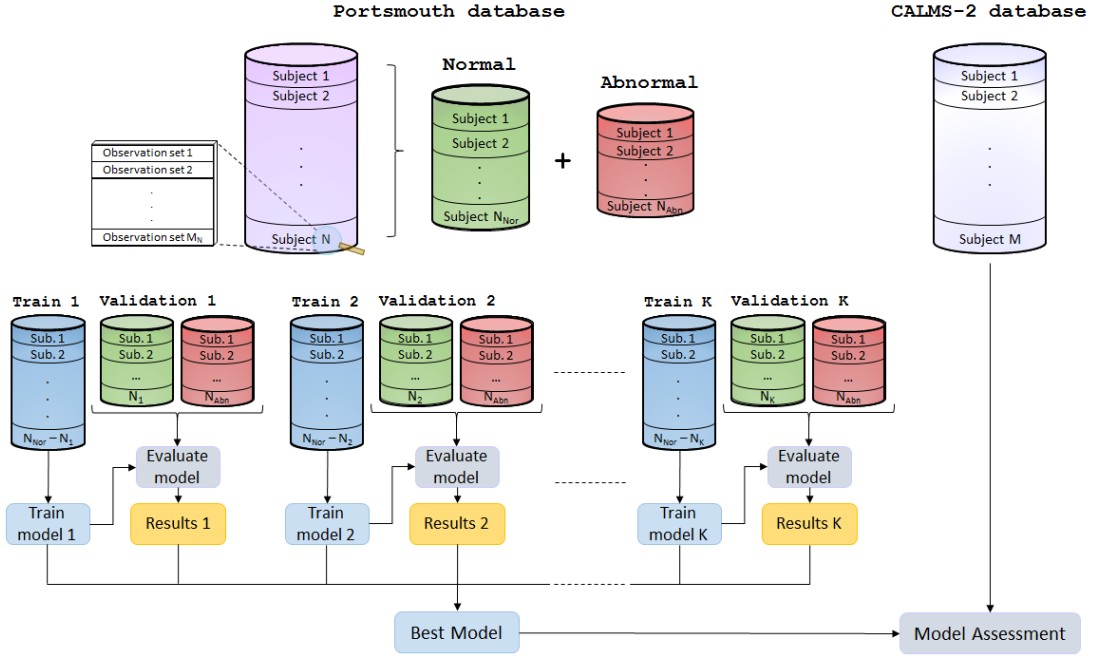 Portsmouth database
CALMS-2 database
Subject 1
Subject 2
.
.
.
Subject N
Observation set 1
Observation set 2
.
.
.
Observation set M_N
Normal
Subject 1
Subject 2
.
.
.
Subject N_Nor
+
Abnormal
Subject 1
Subject 2
.
.
.
Subject N_Abn
Subject 1
Subject 2
.
.
.
Subject M
Train 1
Sub. 1
Sub. 2
.
.
.
N_Nor – N_1
Validation 1
Sub. 1
Sub. 2
...
N_1
Sub. 1
Sub. 2
...
N_Abn
Evaluate
model
Train
model 1
Results 1
Train 2
Sub. 1
Sub. 2
.
.
.
N_Nor – N_2
Validation 2
Sub. 1
Sub. 2
...
N_2
Sub. 1
Sub. 2
...
N_Abn
Evaluate
model
Train
model 2
Results 2
Train K
Sub. 1
Sub. 2
.
.
.
N_Nor – N_K
Validation K
Sub. 1
Sub. 2
...
N_K
Sub. 1
Sub. 2
...
N_Abn
Evaluate
model
Train
model K
Results K
Best Model
Model Assessment